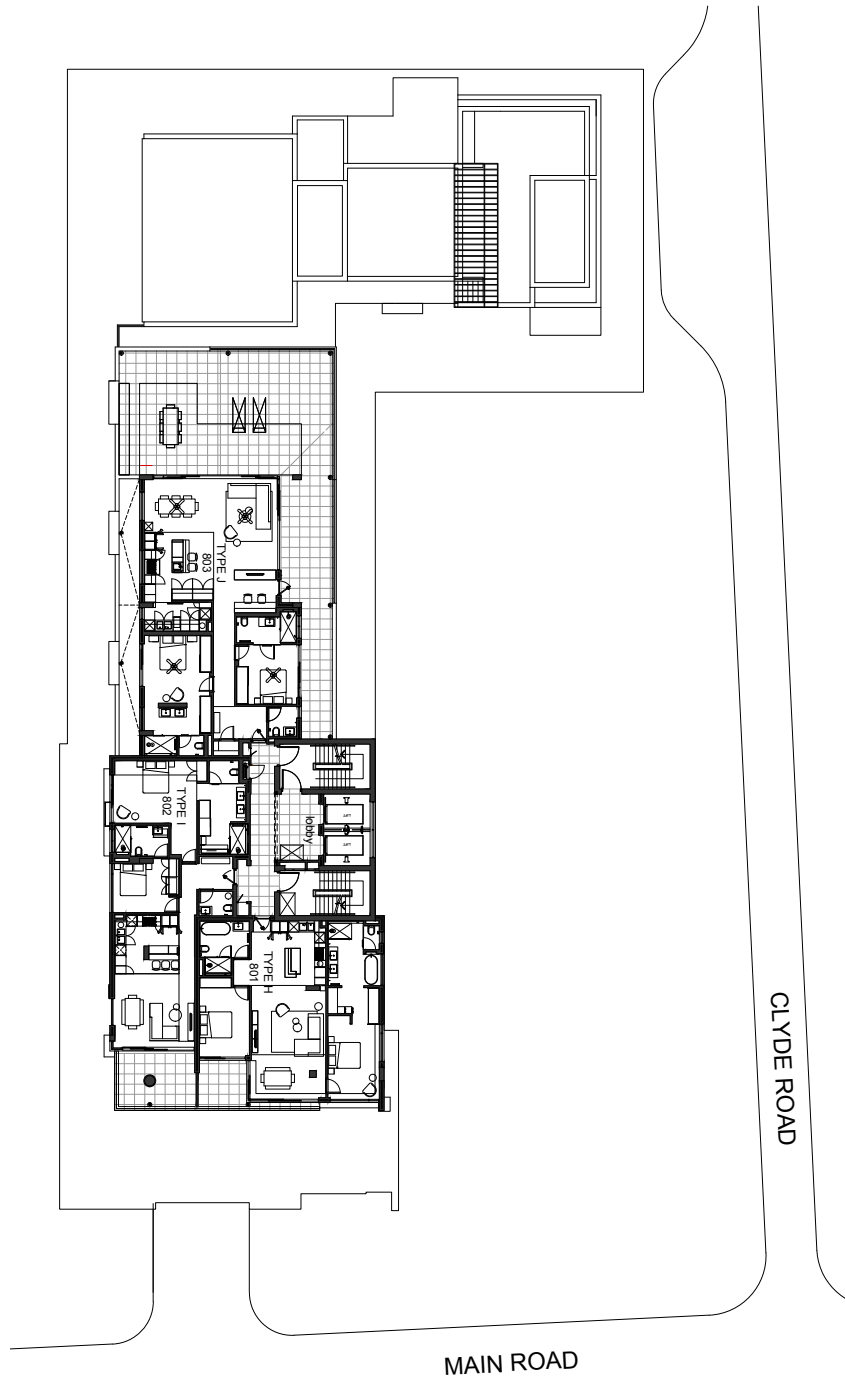 TYPE J
803
TYPE I
802
LIFT
lobby
LIFT
TYPE H
801
CLYDE ROAD
MAIN ROAD